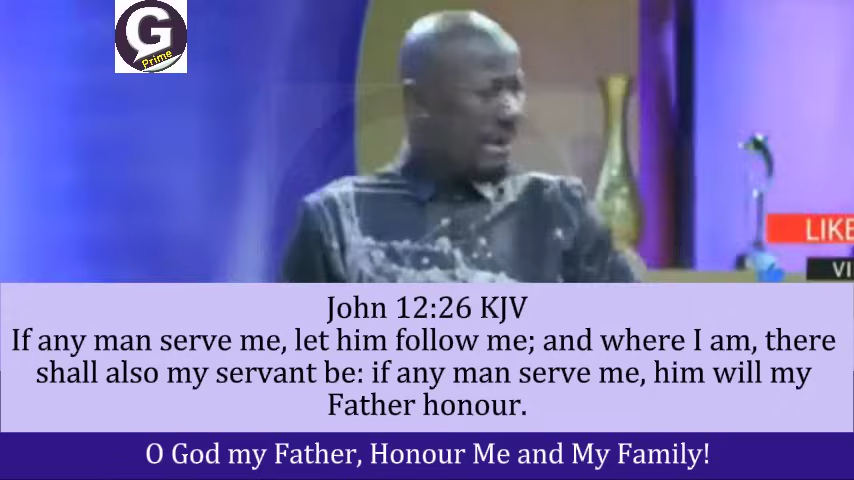 G
Prime
LIKE
VI
John 12:26 KJV
If any man serve me, let him follow me; and where I am, there
shall also my servant be: if any man serve me, him will my
Father honour.
O God my Father, Honour Me and My Family!